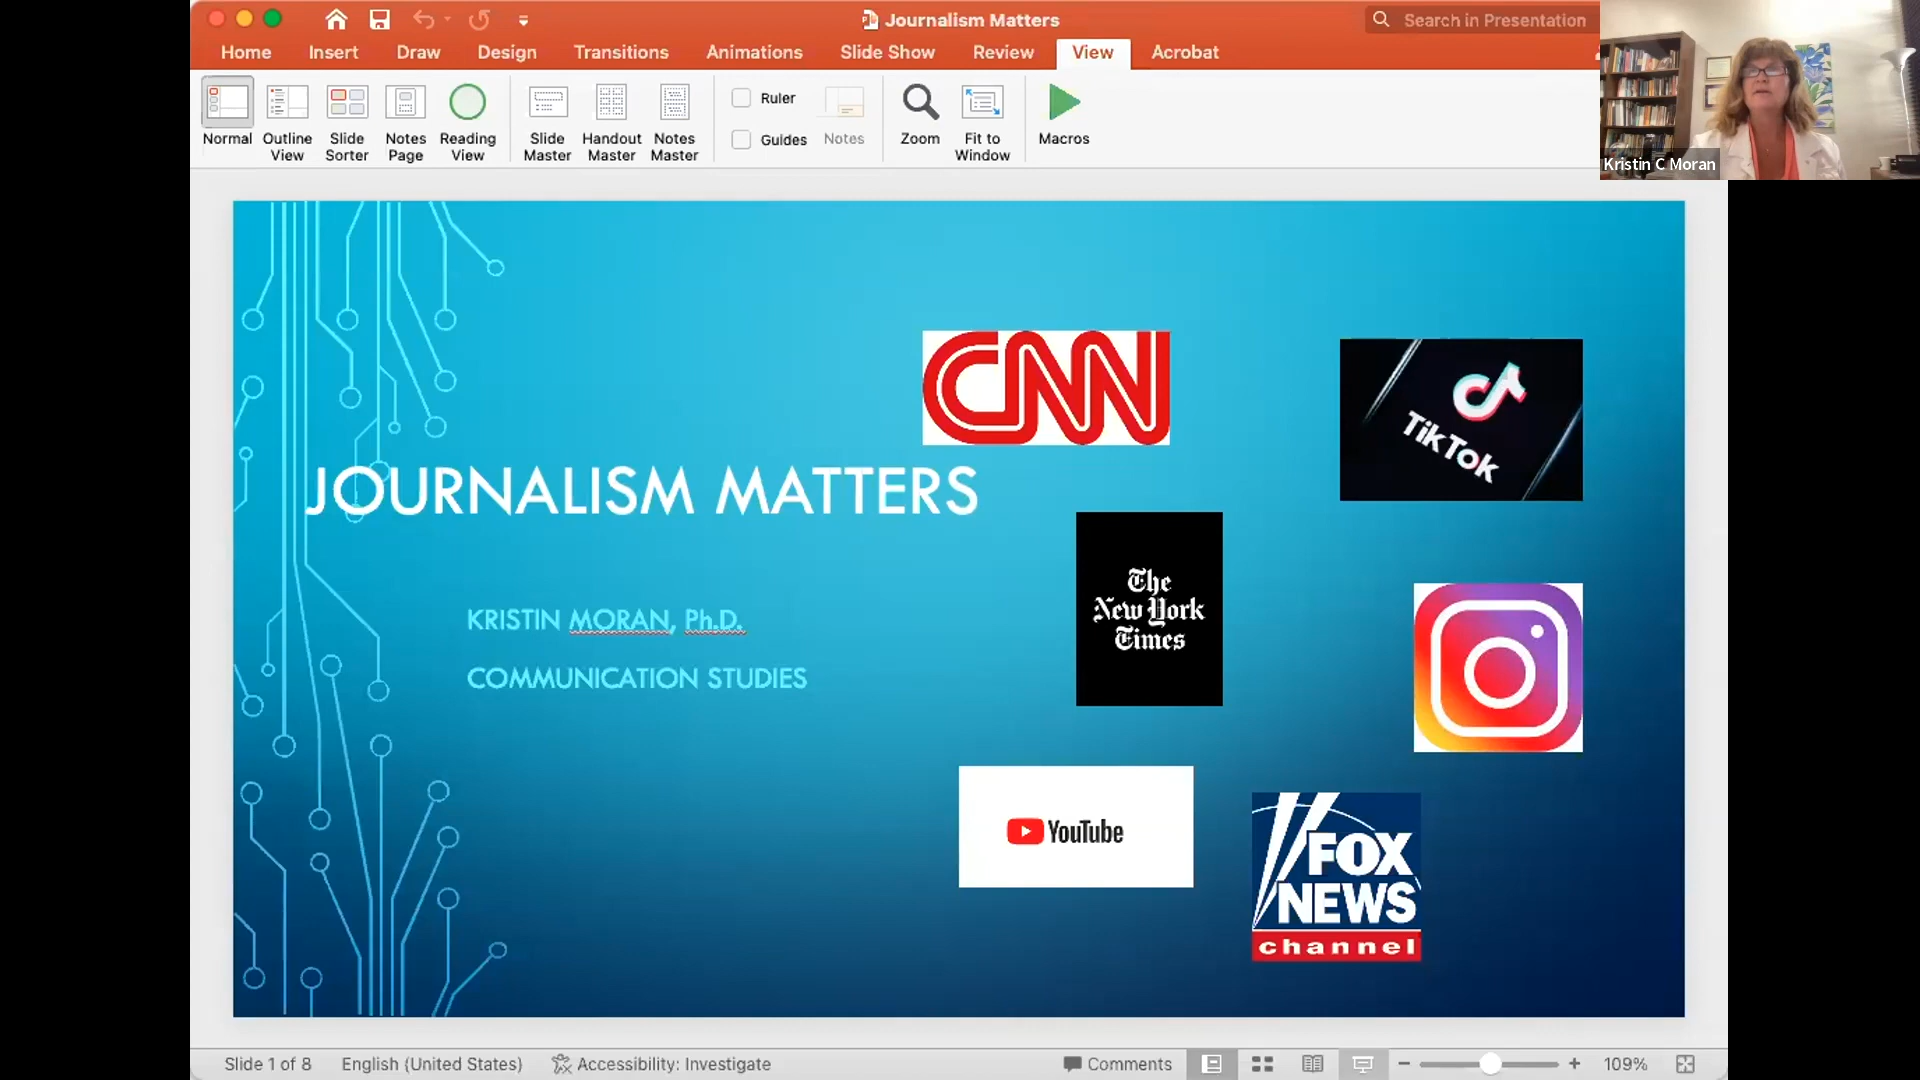 Journalism Matters
Search in Presentation
Home Insert Draw Design Transitions Animations Slide Show Review View Acrobat
Normal Outline View Slide Sorter Notes Page Reading View Slide Master Handout Master Notes Master Ruler Guides Notes Zoom Fit to Window Macros
Kristin C Moran
CNN
TikTok
JOURNALISM MATTERS
The
New York
Times
KRISTIN MORAN, Ph.D.
COMMUNICATION STUDIES
YouTube
FOX
NEWS
channel
Slide 1 of 8 English (United States) Accessibility: Investigate Comments 109%